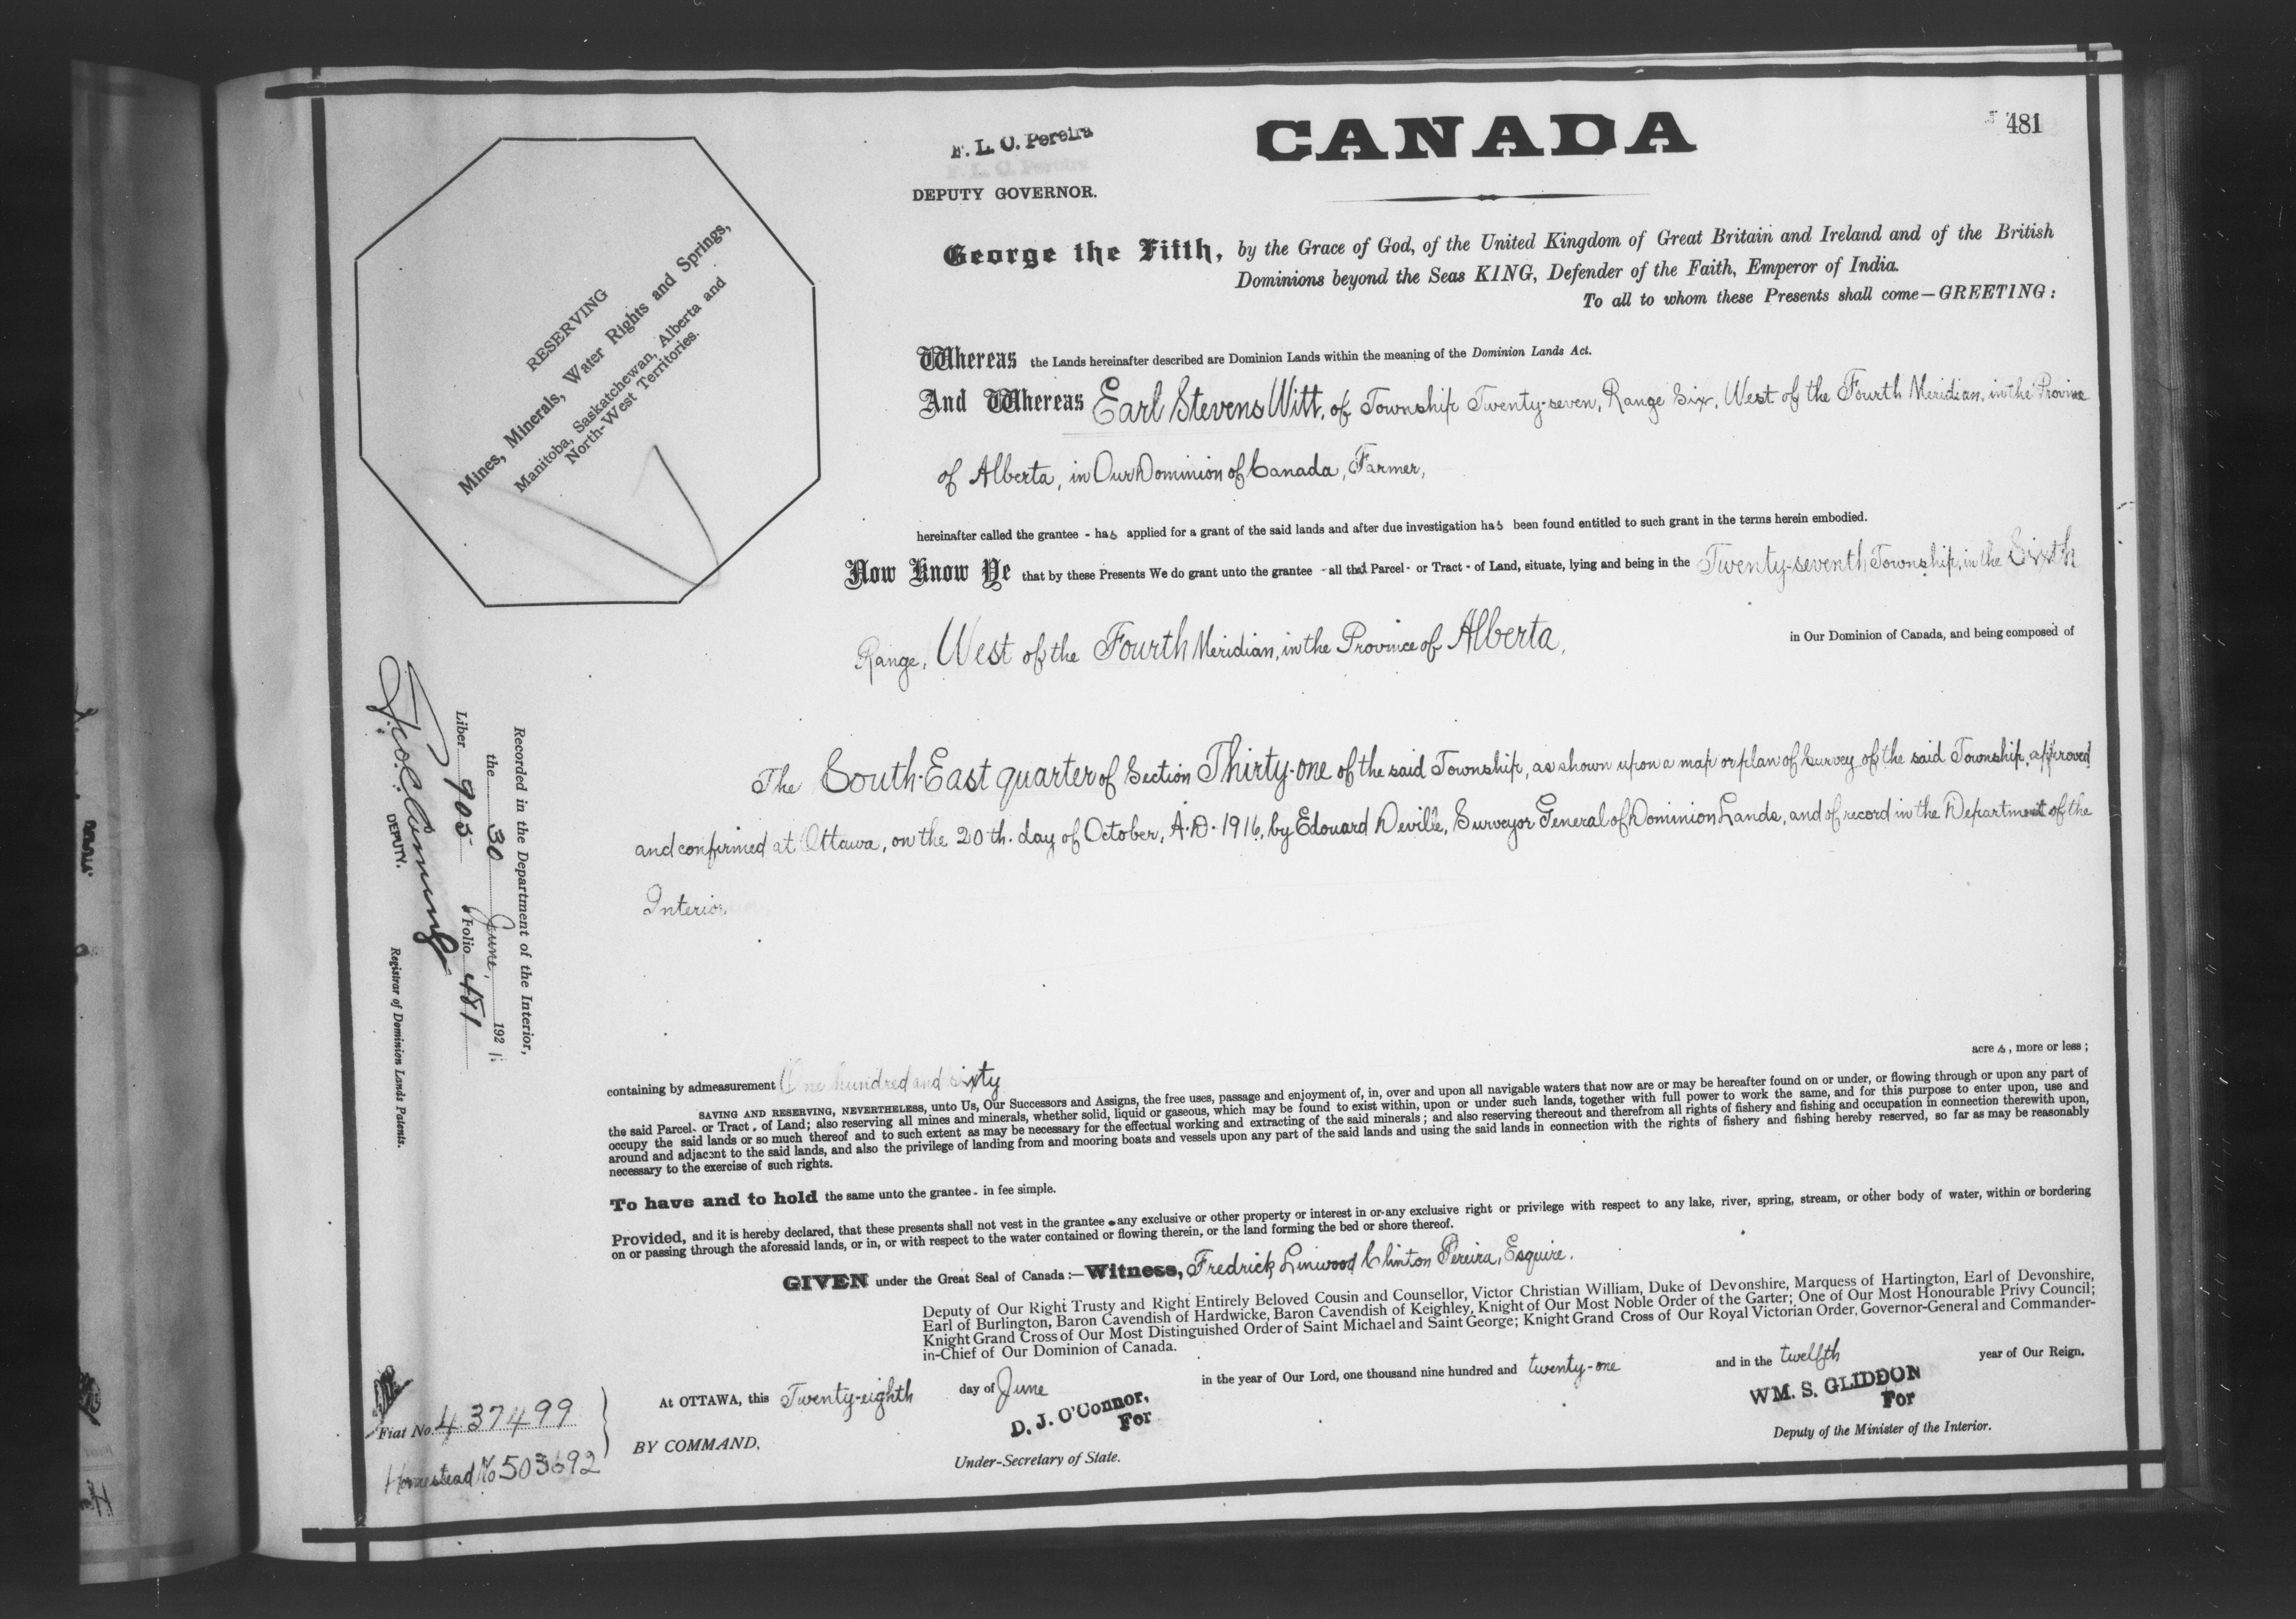 481
CANADA
F. L. C. Pereira
DEPUTY GOVERNOR.
George the Fifth, by the Grace of God, of the United Kingdom of Great Britain and Ireland and of the British
Dominions beyond the Seas KING, Defender of the Faith, Emperor of India.
To all to whom these Presents shall come—GREETING:
RESERVING
Mines, Minerals, Water Rights and Springs,
Manitoba, Saskatchewan, Alberta and
North-West Territories.
Whereas the Lands hereinafter described are Dominion Lands within the meaning of the Dominion Lands Act.
And Whereas Earl Stevens Witt, of Township Twenty-seven, Range Six, West of the Fourth Meridian, in the Province
of Alberta, in Our Dominion of Canada, Farmer,
hereinafter called the grantee - has applied for a grant of the said lands and after due investigation has been found entitled to such grant in the terms herein embodied.
Now Know Ye that by these Presents We do grant unto the grantee - all that Parcel - or Tract - of Land, situate, lying and being in the Twenty-seventh Township, in the Sixth
Range, West of the Fourth Meridian, in the Province of Alberta, in Our Dominion of Canada, and being composed of
The South-East quarter of Section Thirty-one of the said Township, as shown upon a map or plan of Survey of the said Township, approved
and confirmed at Ottawa, on the 20th. day of October, A.D. 1916, by Edouard Deville, Surveyor General of Dominion Lands, and of record in the Department of the
Interior
Recorded in the Department of the Interior,
the 30 June, 1921.
Liber 905 Folio 481
DEPUTY. Registrar of Dominion Lands Patents.
containing by admeasurement One hundred and sixty acres, more or less;
SAVING AND RESERVING, NEVERTHELESS, unto Us, Our Successors and Assigns, the free uses, passage and enjoyment of, in, over and upon all navigable waters that now are or may be hereafter found on or under, or flowing through or upon any part of
the said Parcel- or Tract, of Land; also reserving all mines and minerals, whether solid, liquid or gaseous, which may be found to exist within, upon or under such lands, together with full power to work the same, and for this purpose to enter upon, use and
occupy the said lands or so much thereof and to such extent as may be necessary for the effectual working and extracting of the said minerals; and also reserving thereout and therefrom all rights of fishery and fishing and occupation in connection therewith upon,
around and adjacent to the said lands, and also the privilege of landing from and mooring boats and vessels upon any part of the said lands and using the said lands in connection with the rights of fishery and fishing hereby reserved, so far as may be reasonably
necessary to the exercise of such rights.
To have and to hold the same unto the grantee - in fee simple.
Provided, and it is hereby declared, that these presents shall not vest in the grantee any exclusive or other property or interest in or any exclusive right or privilege with respect to any lake, river, spring, stream, or other body of water, within or bordering
on or passing through the aforesaid lands, or in, or with respect to the water contained or flowing therein, or the land forming the bed or shore thereof.
GIVEN under the Great Seal of Canada:—Witness, Fredrick Linwood Clinton Pereira, Esquire.
Deputy of Our Right Trusty and Right Entirely Beloved Cousin and Counsellor, Victor Christian William, Duke of Devonshire, Marquess of Hartington, Earl of Devonshire,
Earl of Burlington, Baron Cavendish of Hardwicke, Baron Cavendish of Keighley, Knight of Our Most Noble Order of the Garter; One of Our Most Honourable Privy Council;
Knight Grand Cross of Our Most Distinguished Order of Saint Michael and Saint George; Knight Grand Cross of Our Royal Victorian Order, Governor-General and Commander-
in-Chief of Our Dominion of Canada.
At OTTAWA, this Twenty-eighth day of June in the year of Our Lord, one thousand nine hundred and twenty-one and in the twelfth year of Our Reign.
BY COMMAND,
D. J. O'Connor,
For
Under-Secretary of State.
WM. S. GLIDDON
For
Deputy of the Minister of the Interior.
Fiat No. 437499
Homestead No 503692